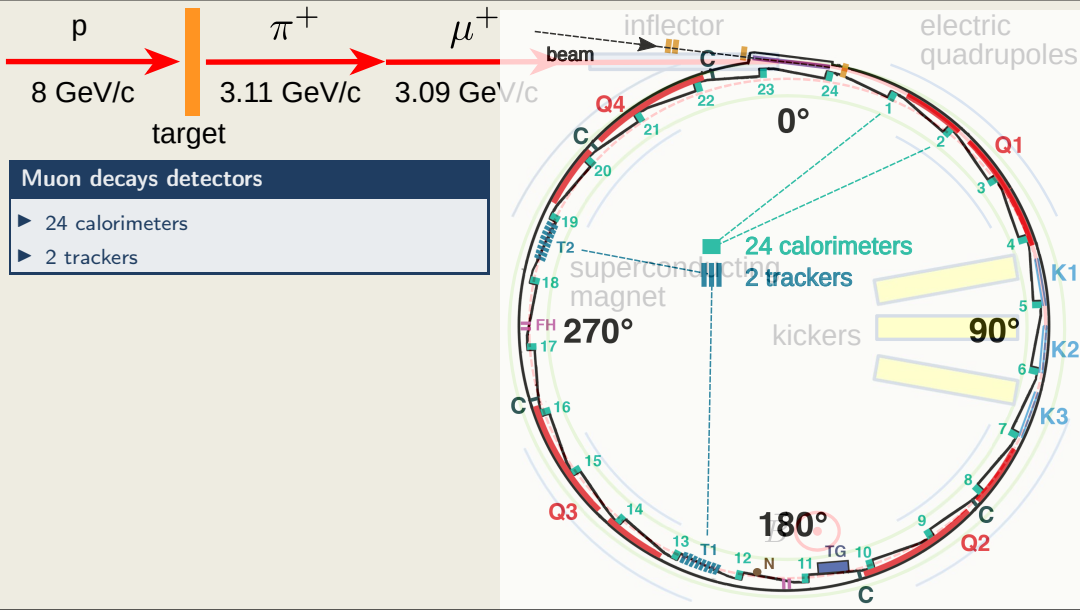 p
π⁺
μ⁺
8 GeV/c
3.11 GeV/c
3.09 GeV/c
target
Muon decays detectors
24 calorimeters
2 trackers
inflector
electric
quadrupoles
beam
C
Q4
22
23
24
1
0°
21
2
Q1
C
20
3
19
T2
4
24 calorimeters
superconducting
2 trackers
magnet
K1
18
5
FH
270°
kickers
90°
17
K2
6
C
16
K3
7
15
8
Q3
14
C
9
180°
Q2
13
T1
12
N
11
TG
10
C